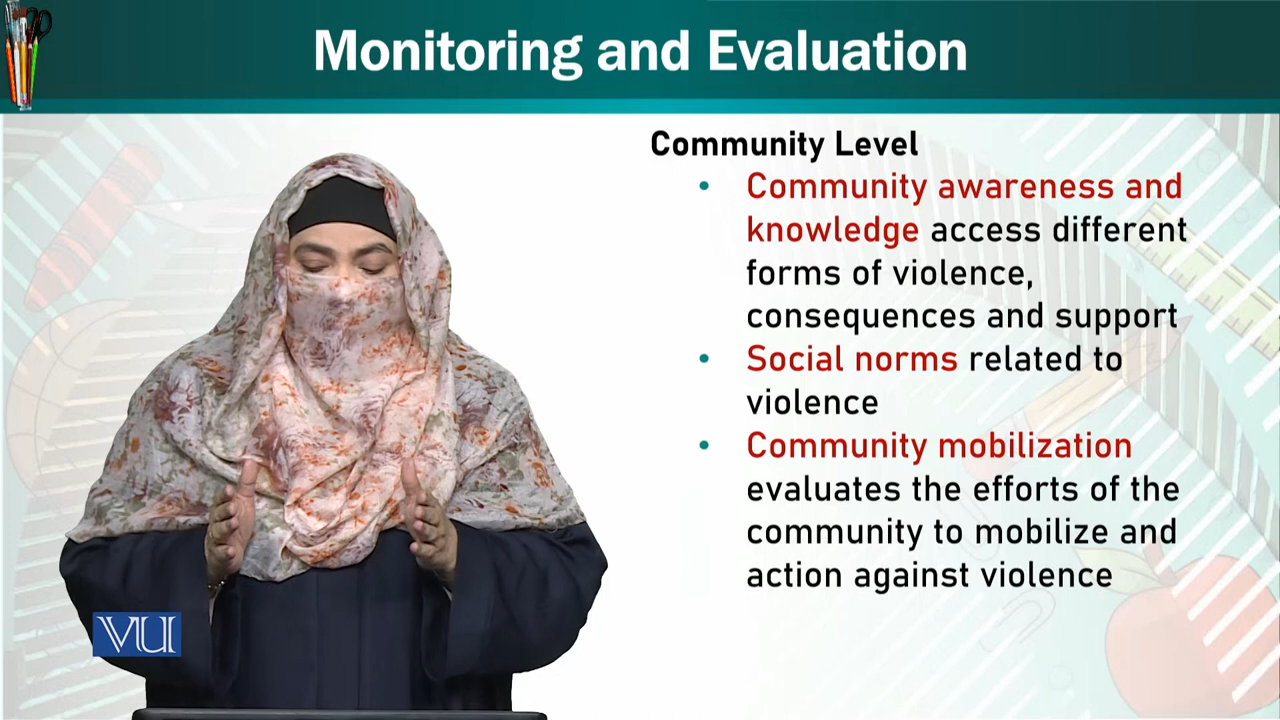 Monitoring and Evaluation
Community Level
• Community awareness and
knowledge access different
forms of violence,
consequences and support
• Social norms related to
violence
• Community mobilization
evaluates the efforts of the
community to mobilize and
action against violence
VU